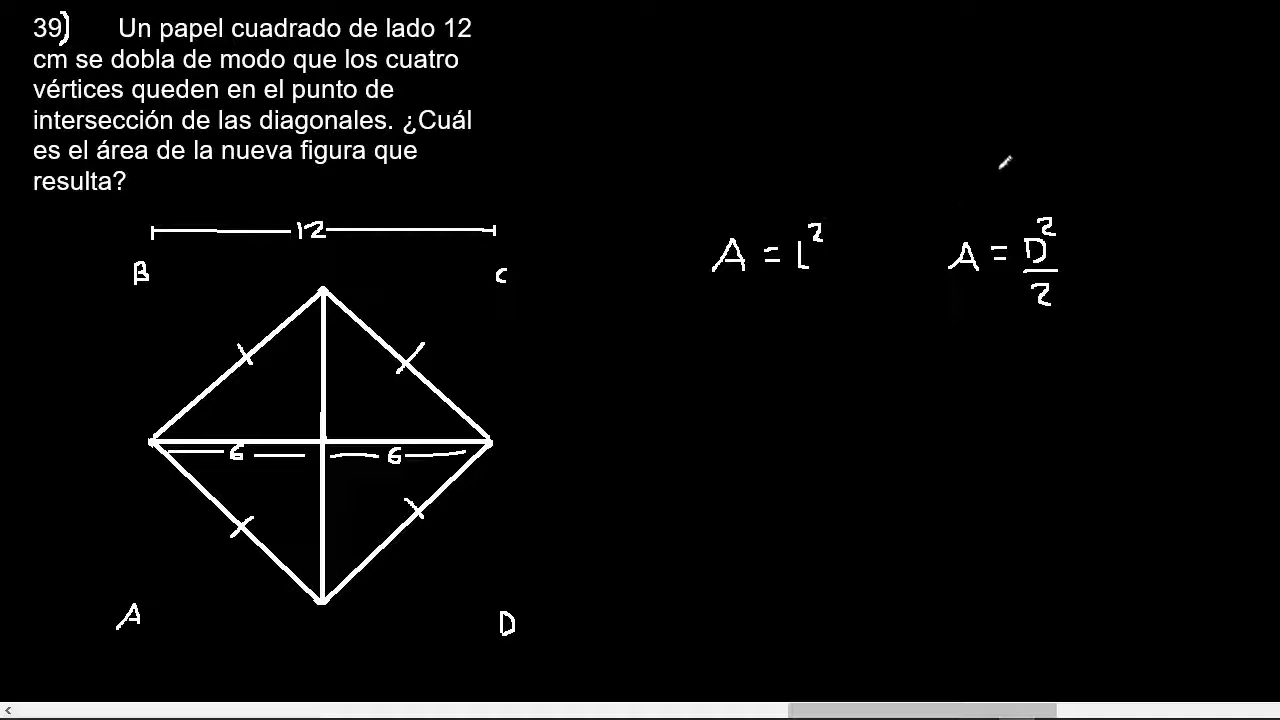 39) Un papel cuadrado de lado 12
cm se dobla de modo que los cuatro
vértices queden en el punto de
intersección de las diagonales. ¿Cuál
es el área de la nueva figura que
resulta?
12
B C
A = L² A = D²/2
6 6
A D